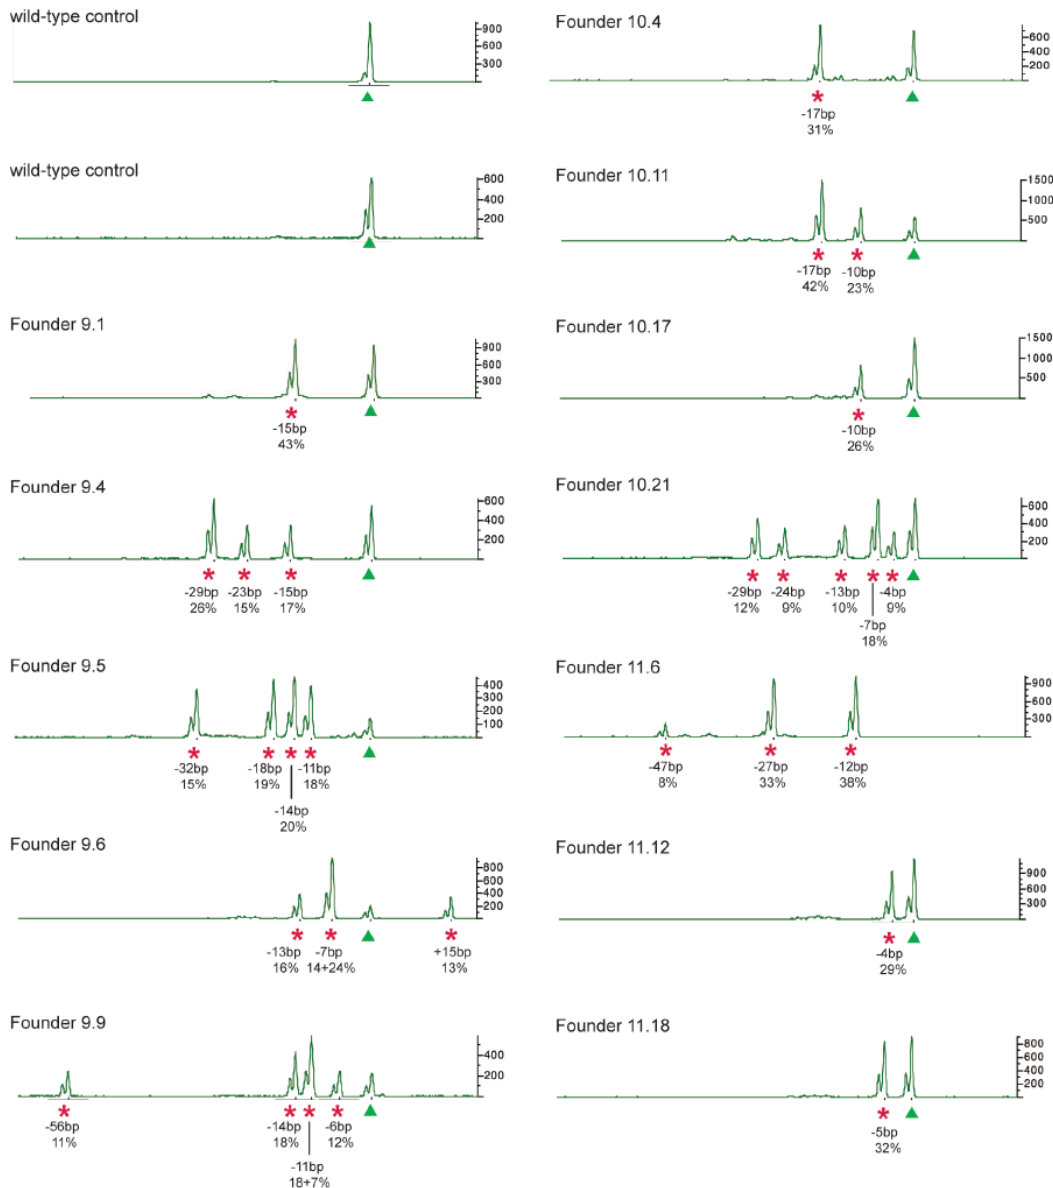 wild-type control
900
600
300
wild-type control
600
400
200
Founder 9.1
900
600
300
*
-15bp
43%
Founder 9.4
600
400
200
* * *
-29bp -23bp -15bp
26% 15% 17%
Founder 9.5
400
300
200
100
* * * *
-32bp -18bp -11bp
15% 19% 18%
-14bp
20%
Founder 9.6
800
600
400
200
* * *
-13bp -7bp +15bp
16% 14+24% 13%
Founder 9.9
400
200
* * * *
-56bp -14bp -6bp
11% 18% 12%
-11bp
18+7%
Founder 10.4
600
400
200
*
-17bp
31%
Founder 10.11
1500
1000
500
* *
-17bp -10bp
42% 23%
Founder 10.17
1500
1000
500
*
-10bp
26%
Founder 10.21
600
400
200
* * * * *
-29bp -24bp -13bp -4bp
12% 9% 10% 9%
-7bp
18%
Founder 11.6
900
600
300
* * *
-47bp -27bp -12bp
8% 33% 38%
Founder 11.12
900
600
300
*
-4bp
29%
Founder 11.18
800
600
400
200
*
-5bp
32%